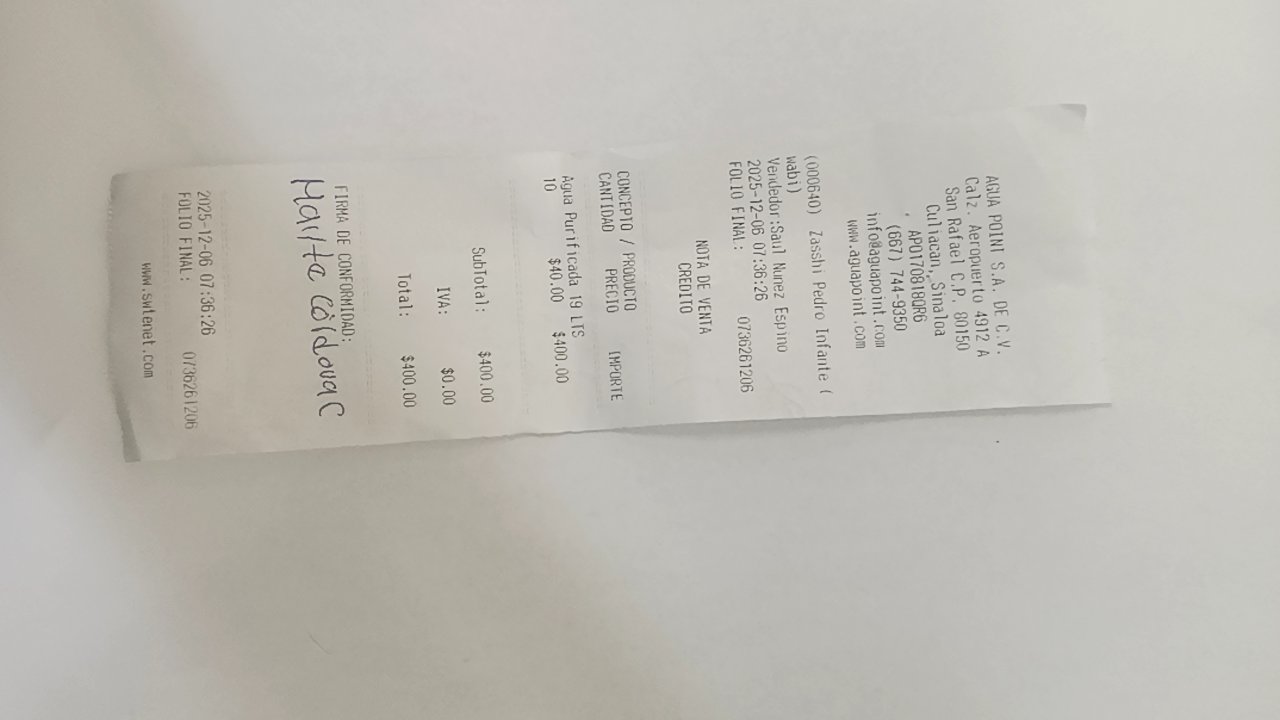 AGUA POINT S.A. DE C.V.
Calz. Aeropuerto 4912 A
San Rafael C.P. 80150
Culiacan, Sinaloa
APO170818QR6
(667) 744-9350
info@aguapoint.com
www.aguapoint.com
(000640) Zasshi Pedro Infante (
wabi)
Vendedor:Saul Nunez Espino
2025-12-06 07:36:26
FOLIO FINAL: 0736261206
NOTA DE VENTA
CREDITO
CONCEPTO / PRODUCTO
CANTIDAD PRECIO IMPORTE
Agua Purificada 19 LTS
10 $40.00 $400.00
SubTotal: $400.00
IVA: $0.00
Total: $400.00
FIRMA DE CONFORMIDAD:
Marta Córdova C
2025-12-06 07:36:26
FOLIO FINAL: 0736261206
www.swtenet.com